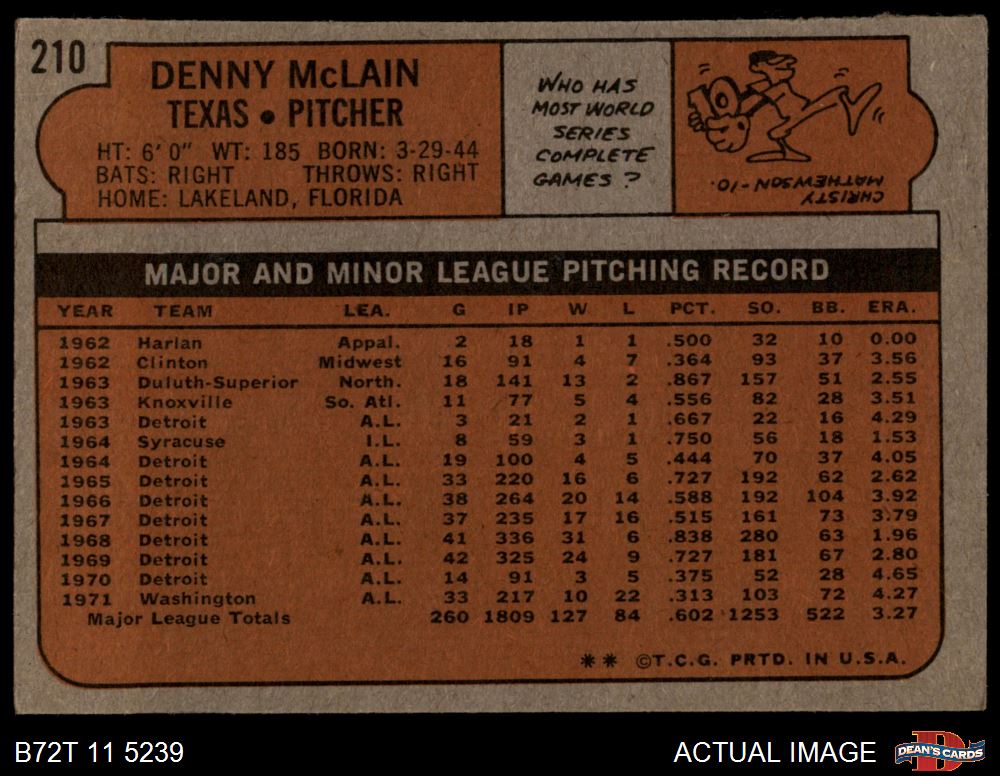 210
DENNY McLAIN
TEXAS • PITCHER
HT: 6' 0" WT: 185 BORN: 3-29-44
BATS: RIGHT THROWS: RIGHT
HOME: LAKELAND, FLORIDA
WHO HAS
MOST WORLD
SERIES
COMPLETE
GAMES ?
10
CHRISTY
MATHEWSON-10.
MAJOR AND MINOR LEAGUE PITCHING RECORD
YEAR TEAM LEA. G IP W L PCT. SO. BB. ERA.
1962 Harlan Appal. 2 18 1 1 .500 32 10 0.00
1962 Clinton Midwest 16 91 4 7 .364 93 37 3.56
1963 Duluth-Superior North. 18 141 13 2 .867 157 51 2.55
1963 Knoxville So. Atl. 11 77 5 4 .556 82 28 3.51
1963 Detroit A.L. 3 21 2 1 .667 22 16 4.29
1964 Syracuse I.L. 8 59 3 1 .750 56 18 1.53
1964 Detroit A.L. 19 100 4 5 .444 70 37 4.05
1965 Detroit A.L. 33 220 16 6 .727 192 62 2.62
1966 Detroit A.L. 38 264 20 14 .588 192 104 3.92
1967 Detroit A.L. 37 235 17 16 .515 161 73 3.79
1968 Detroit A.L. 41 336 31 6 .838 280 63 1.96
1969 Detroit A.L. 42 325 24 9 .727 181 67 2.80
1970 Detroit A.L. 14 91 3 5 .375 52 28 4.65
1971 Washington A.L. 33 217 10 22 .313 103 72 4.27
Major League Totals 260 1809 127 84 .602 1253 522 3.27
** ©T.C.G. PRTD. IN U.S.A.
B72T 11 5239 ACTUAL IMAGE DEAN'S CARDS